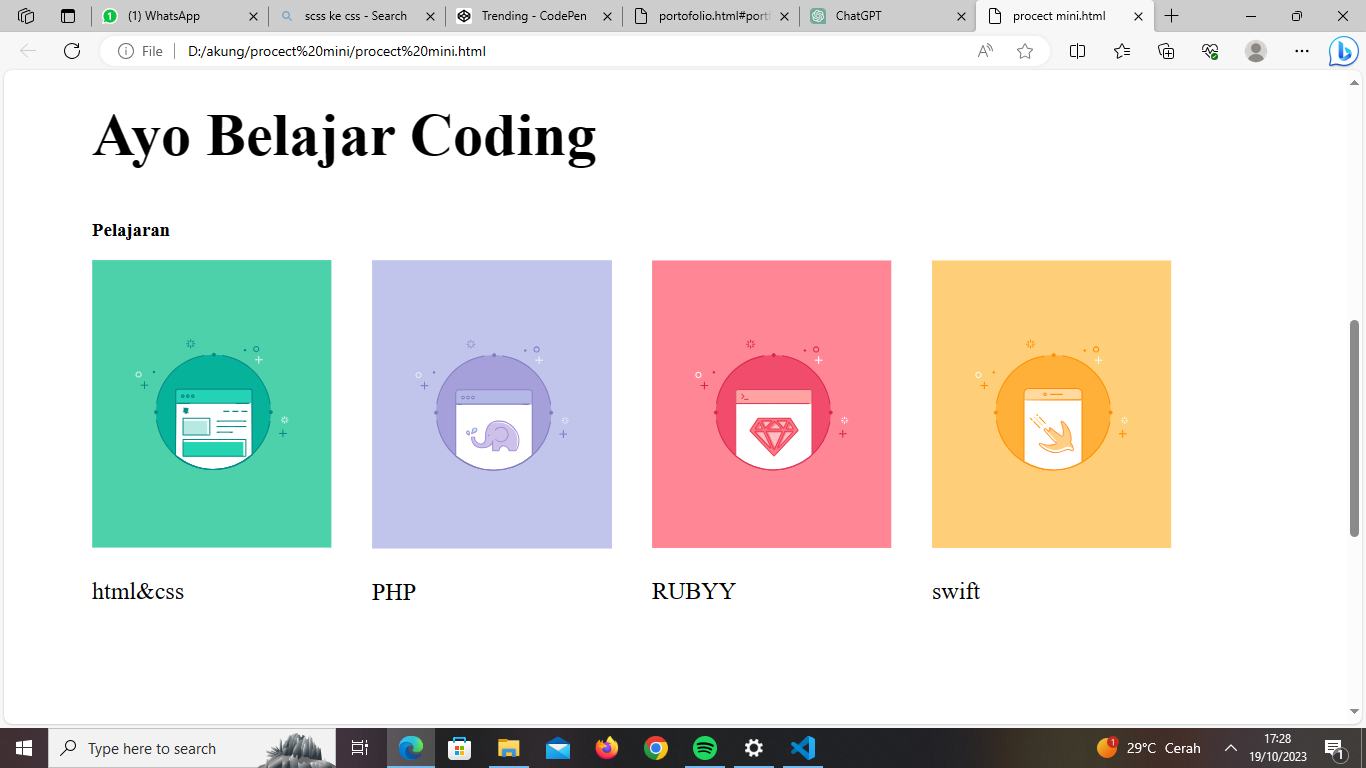 (1) WhatsApp
scss ke css - Search
Trending - CodePen
portofolio.html#portf
ChatGPT
procect mini.html
File
D:/akung/procect%20mini/procect%20mini.html
Ayo Belajar Coding
Pelajaran
html&css
PHP
RUBYY
swift
Type here to search
1
29°C Cerah
17:28
19/10/2023
1